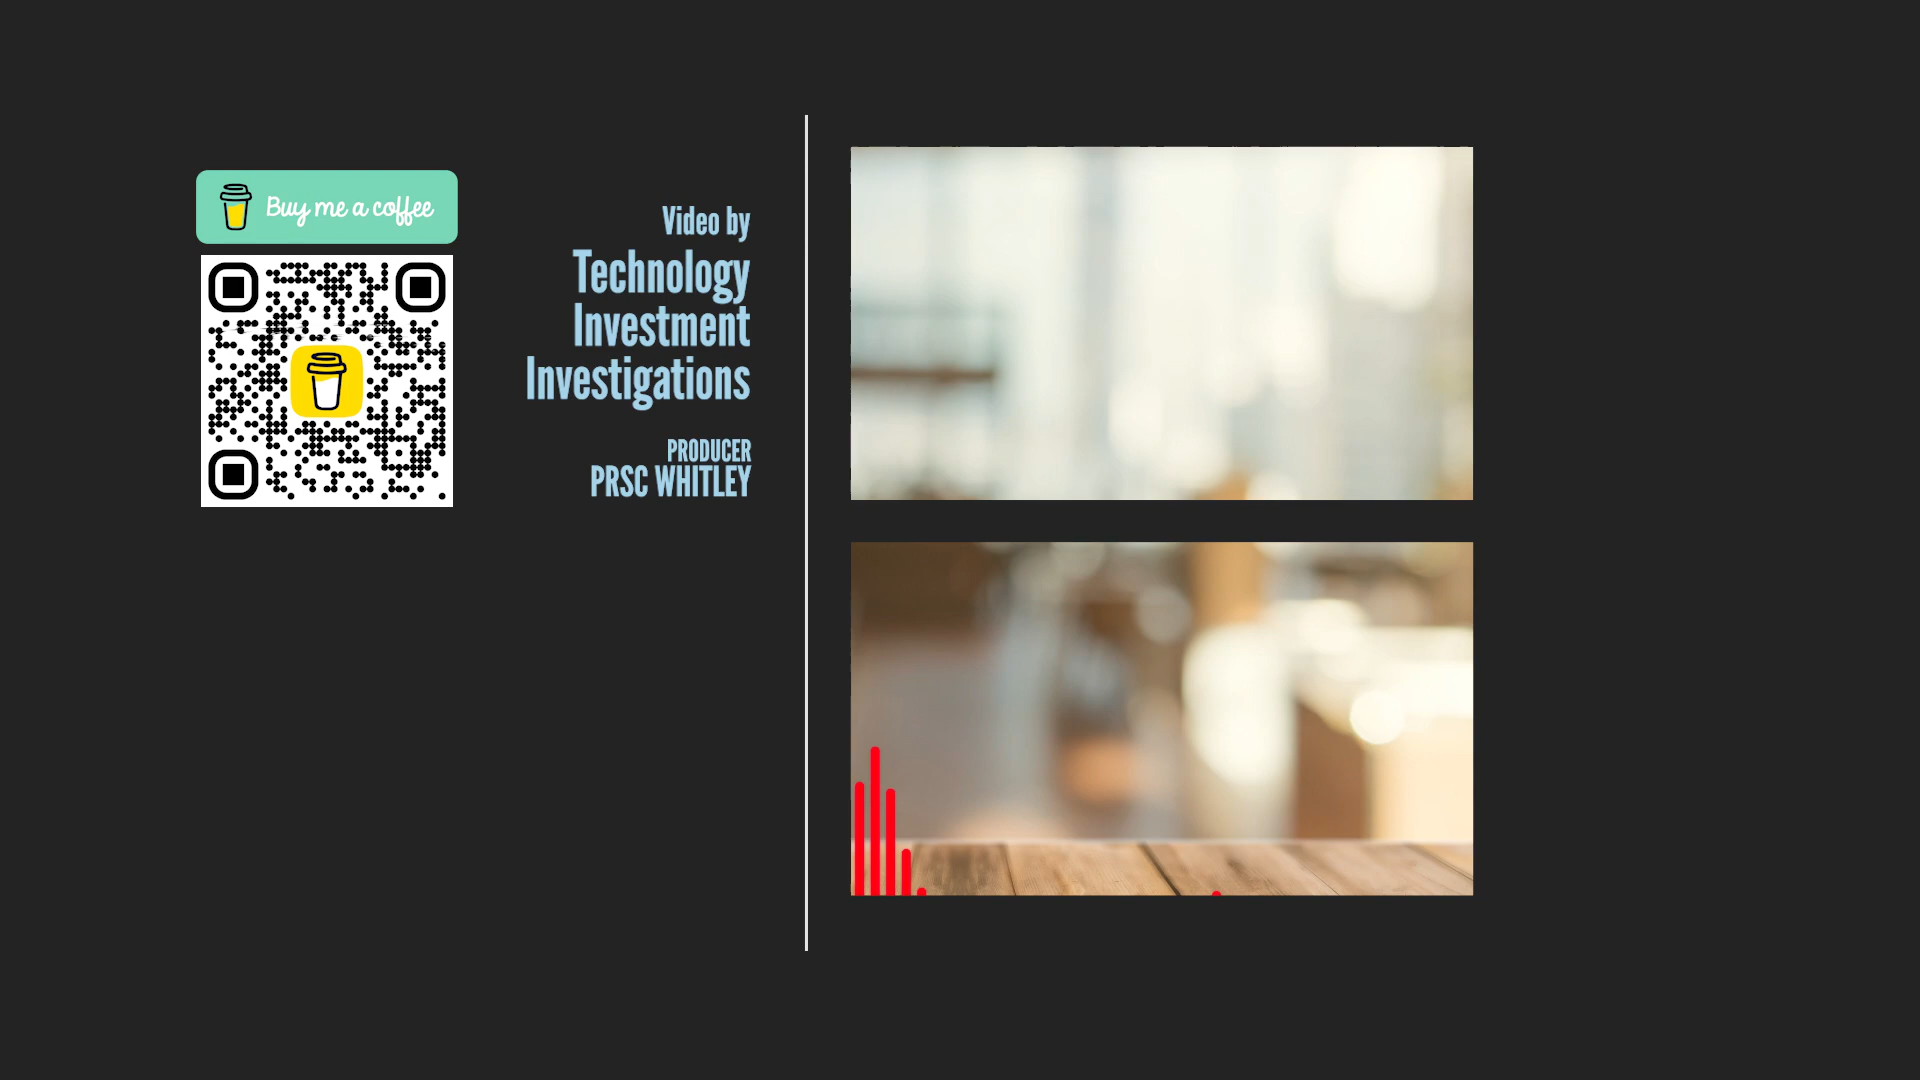 Buy me a coffee
Video by
Technology
Investment
Investigations
PRODUCER
PRSC WHITLEY